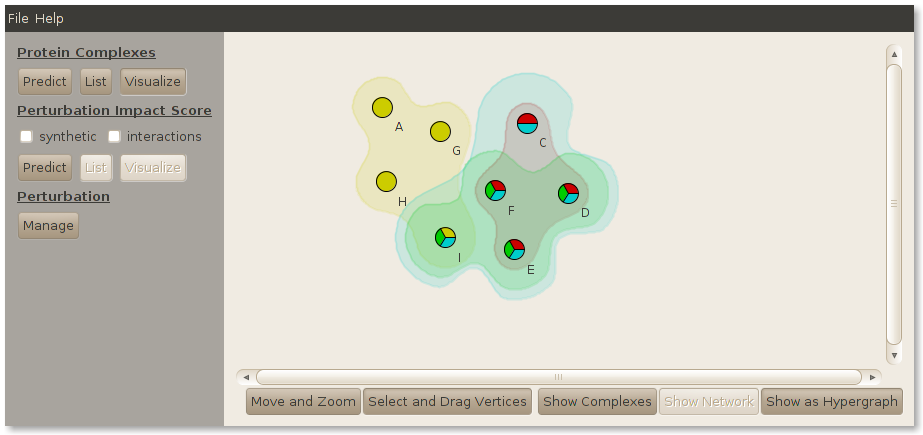 File Help
Protein Complexes
Predict List Visualize
Perturbation Impact Score
synthetic interactions
Predict List Visualize
Perturbation
Manage
A
G
C
H
F
D
I
E
Move and Zoom Select and Drag Vertices Show Complexes Show Network Show as Hypergraph